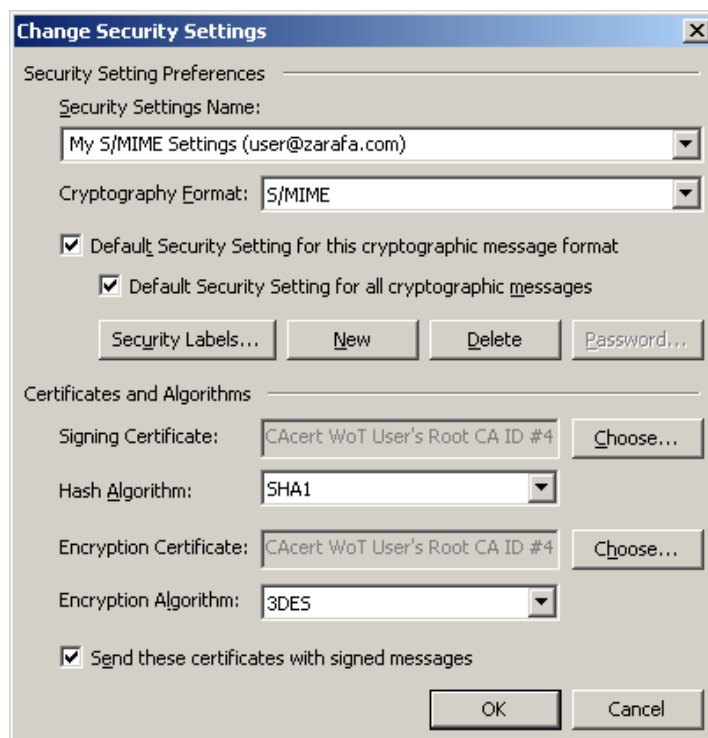 Change Security Settings
Security Setting Preferences
Security Settings Name:
My S/MIME Settings (user@zarafa.com)
Cryptography Format: S/MIME
Default Security Setting for this cryptographic message format
Default Security Setting for all cryptographic messages
Security Labels... New Delete Password...
Certificates and Algorithms
Signing Certificate: CAcert WoT User's Root CA ID #4 Choose...
Hash Algorithm: SHA1
Encryption Certificate: CAcert WoT User's Root CA ID #4 Choose...
Encryption Algorithm: 3DES
Send these certificates with signed messages
OK Cancel